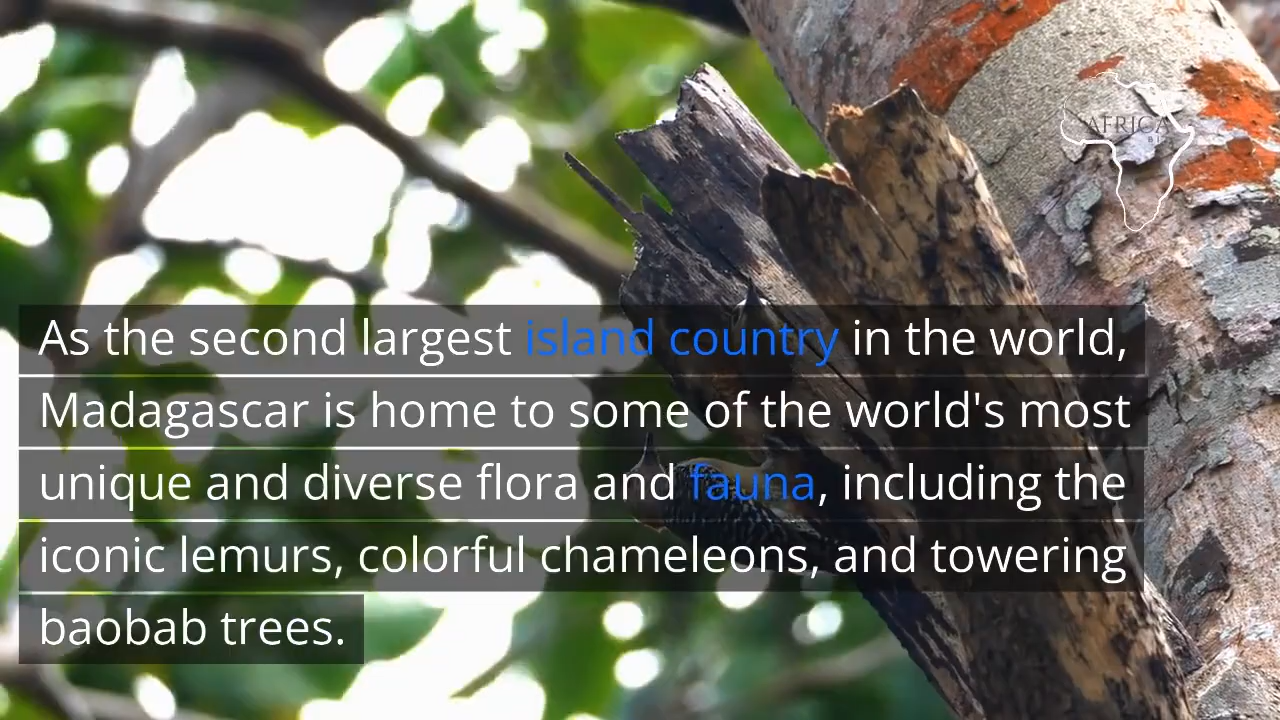 AFRICA
As the second largest island country in the world,
Madagascar is home to some of the world's most
unique and diverse flora and fauna, including the
iconic lemurs, colorful chameleons, and towering
baobab trees.